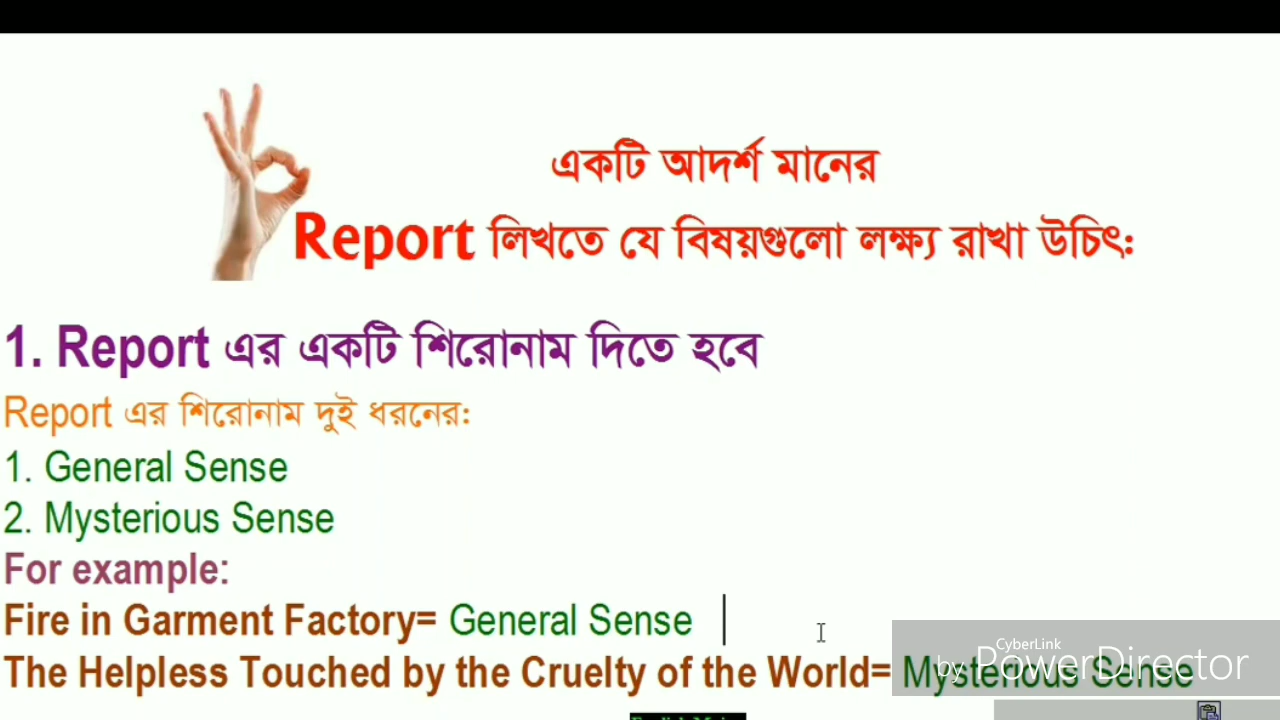 একটি আদর্শ মানের
Report লিখতে যে বিষয়গুলো লক্ষ্য রাখা উচিৎ:
1. Report এর একটি শিরোনাম দিতে হবে
Report এর শিরোনাম দুই ধরনের:
1. General Sense
2. Mysterious Sense
For example:
Fire in Garment Factory= General Sense
The Helpless Touched by the Cruelty of the World= Mysterious Sense
CyberLink
by PowerDirector